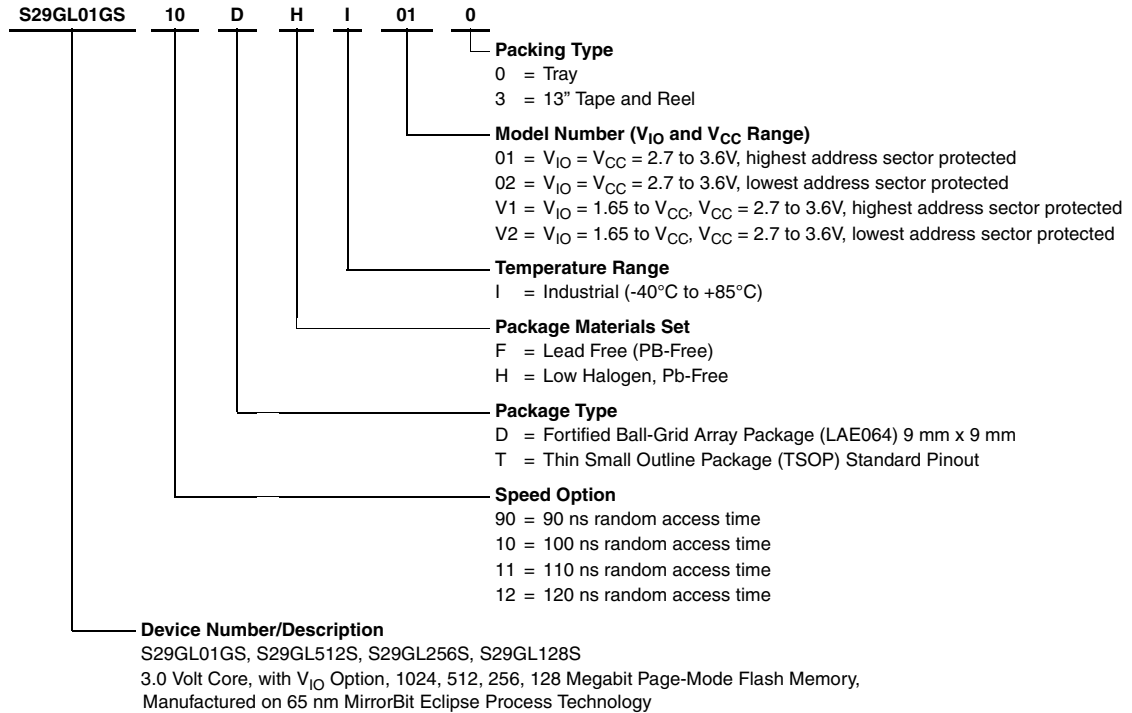 S29GL01GS 10 D H I 01 0
Packing Type
0 = Tray
3 = 13” Tape and Reel
Model Number (VIO and VCC Range)
01 = VIO = VCC = 2.7 to 3.6V, highest address sector protected
02 = VIO = VCC = 2.7 to 3.6V, lowest address sector protected
V1 = VIO = 1.65 to VCC, VCC = 2.7 to 3.6V, highest address sector protected
V2 = VIO = 1.65 to VCC, VCC = 2.7 to 3.6V, lowest address sector protected
Temperature Range
I = Industrial (-40°C to +85°C)
Package Materials Set
F = Lead Free (PB-Free)
H = Low Halogen, Pb-Free
Package Type
D = Fortified Ball-Grid Array Package (LAE064) 9 mm x 9 mm
T = Thin Small Outline Package (TSOP) Standard Pinout
Speed Option
90 = 90 ns random access time
10 = 100 ns random access time
11 = 110 ns random access time
12 = 120 ns random access time
Device Number/Description
S29GL01GS, S29GL512S, S29GL256S, S29GL128S
3.0 Volt Core, with VIO Option, 1024, 512, 256, 128 Megabit Page-Mode Flash Memory,
Manufactured on 65 nm MirrorBit Eclipse Process Technology